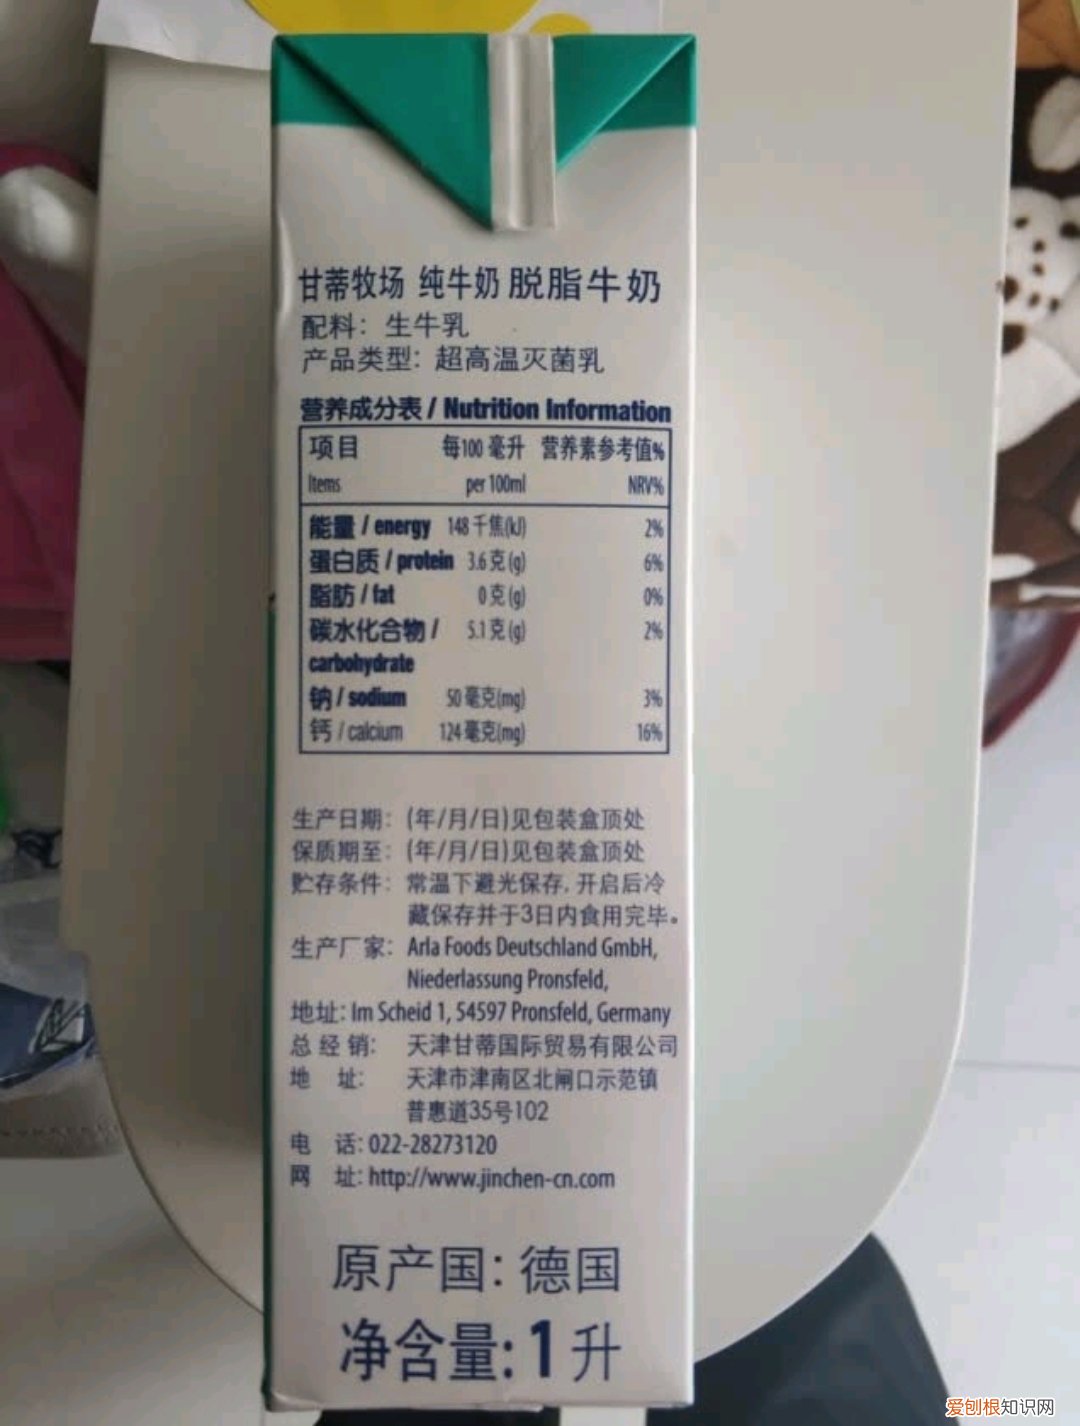 甘蒂牧场 纯牛奶 脱脂牛奶
配料：生牛乳
产品类型：超高温灭菌乳
营养成分表 / Nutrition Information
项目 每100 毫升 营养素参考值%
Items per 100ml NRV%
能量 / energy 148 千焦(kJ) 2%
蛋白质 / protein 3.6 克 (g) 6%
脂肪 / fat 0 克 (g) 0%
碳水化合物 / 5.1 克 (g) 2%
carbohydrate
钠 / sodium 50 毫克(mg) 3%
钙 / calcium 124 毫克(mg) 16%
生产日期：(年/月/日)见包装盒顶处
保质期至：(年/月/日)见包装盒顶处
贮存条件：常温下避光保存, 开启后冷
藏保存并于3日内食用完毕。
生产厂家：Arla Foods Deutschland GmbH,
Niederlassung Pronsfeld,
地址: Im Scheid 1, 54597 Pronsfeld, Germany
总 经 销： 天津甘蒂国际贸易有限公司
地 址： 天津市津南区北闸口示范镇
普惠道35号102
电 话: 022-28273120
网 址: http://www.jinchen-cn.com
原产国：德国
净含量:1 升
爱刨根知识网